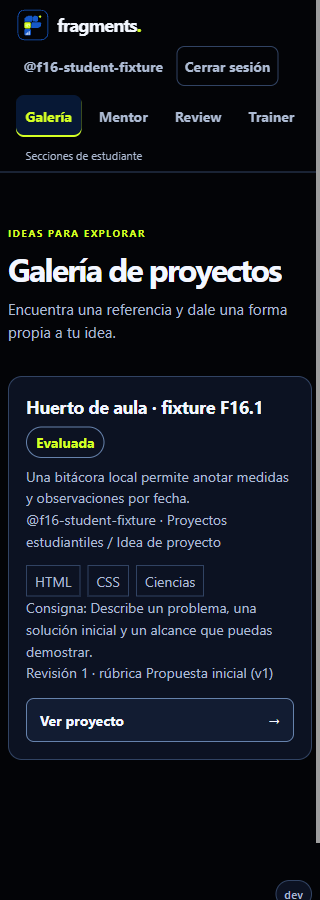 fragments.
@f16-student-fixture Cerrar sesión
Galería Mentor Review Trainer
Secciones de estudiante
IDEAS PARA EXPLORAR
Galería de proyectos
Encuentra una referencia y dale una forma
propia a tu idea.
Huerto de aula · fixture F16.1
Evaluada
Una bitácora local permite anotar medidas
y observaciones por fecha.
@f16-student-fixture · Proyectos
estudiantiles / Idea de proyecto
HTML CSS Ciencias
Consigna: Describe un problema, una
solución inicial y un alcance que puedas
demostrar.
Revisión 1 · rúbrica Propuesta inicial (v1)
Ver proyecto →
dev